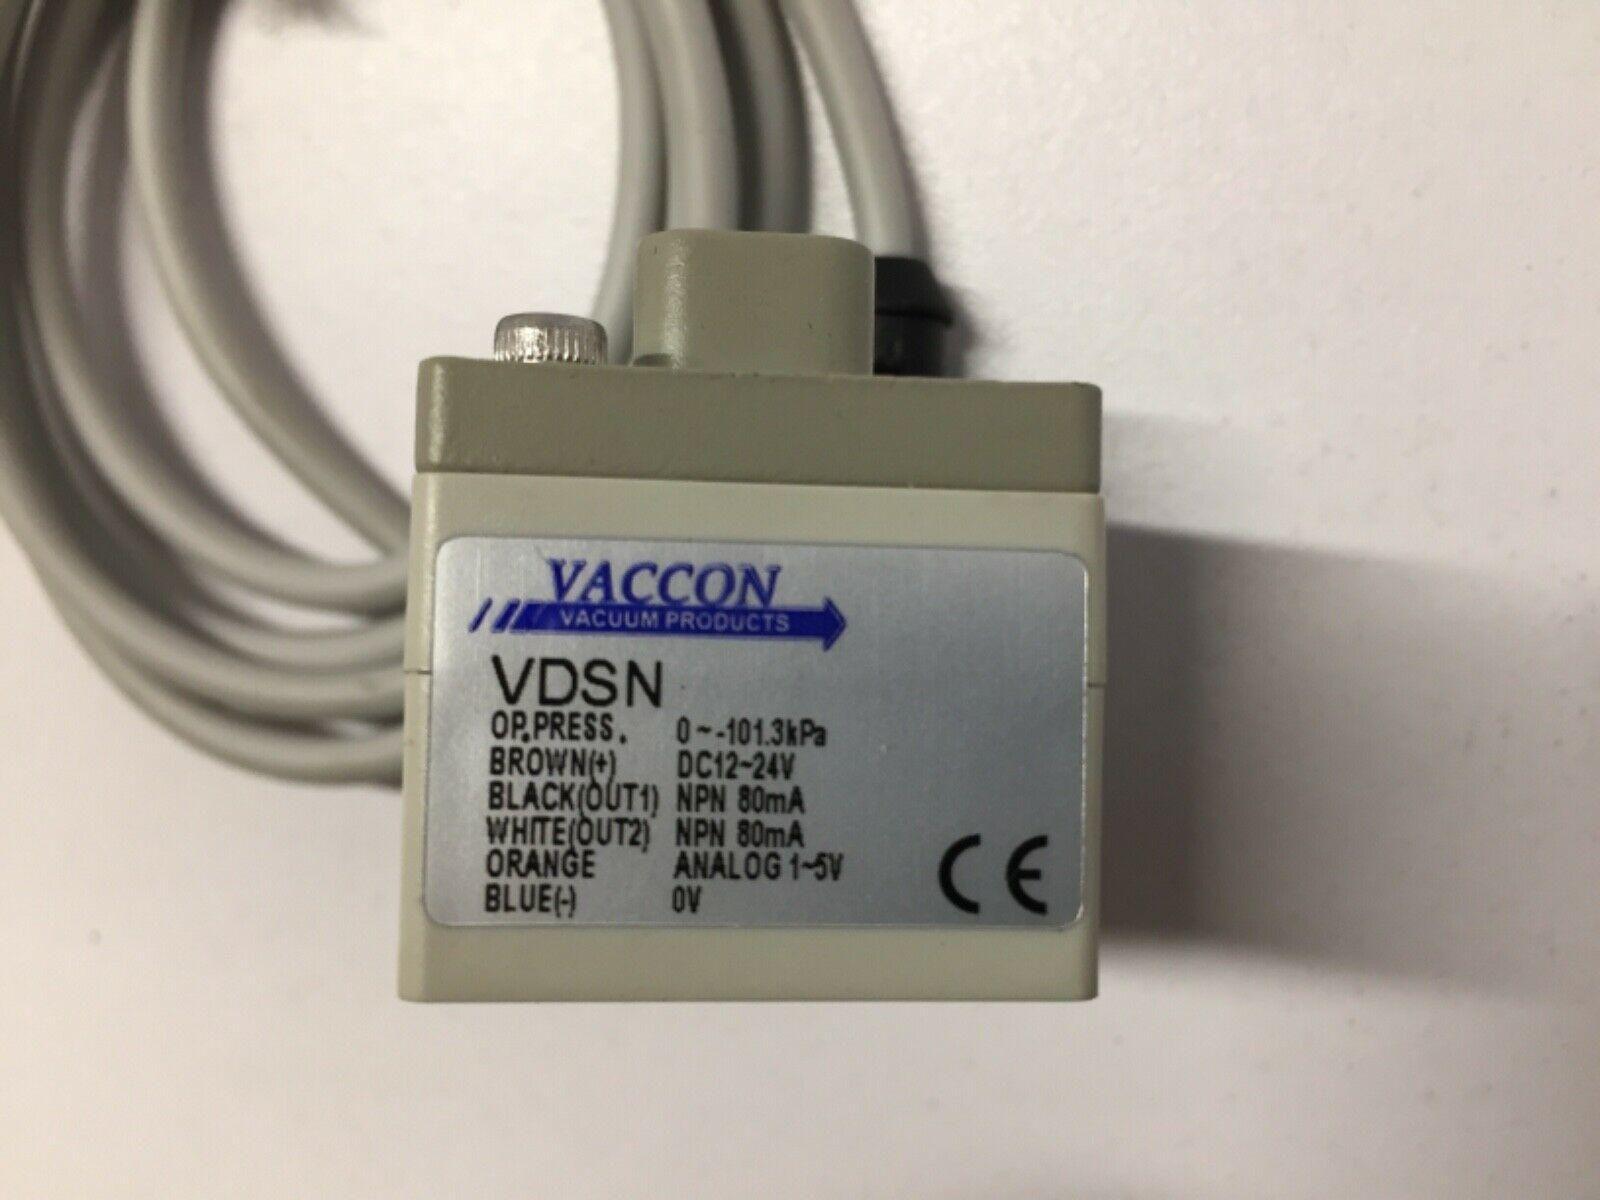 VACCON
VACUUM PRODUCTS
VDSN
OP.PRESS. 0~-101.3kPa
BROWN(+) DC12~24V
BLACK(OUT1) NPN 80mA
WHITE(OUT2) NPN 80mA
ORANGE ANALOG 1~5V
BLUE(-) 0V
CE